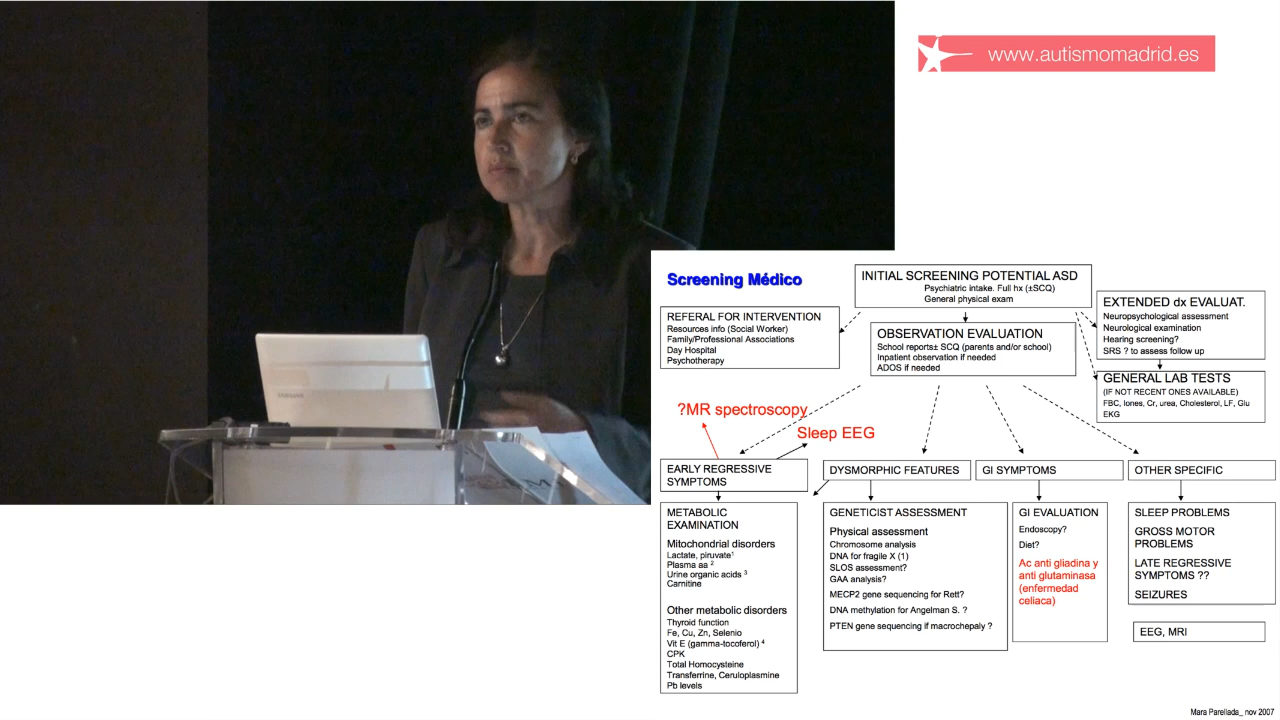 www.autismomadrid.es
Screening Médico
INITIAL SCREENING POTENTIAL ASD
Psychiatric intake. Full hx (±SCQ)
General physical exam
REFERAL FOR INTERVENTION
Resources info (Social Worker)
Family/Professional Associations
Day Hospital
Psychotherapy
OBSERVATION EVALUATION
School reports± SCQ (parents and/or school)
Inpatient observation if needed
ADOS if needed
EXTENDED dx EVALUAT.
Neuropsychological assessment
Neurological examination
Hearing screening?
SRS ? to assess follow up
GENERAL LAB TESTS
(IF NOT RECENT ONES AVAILABLE)
FBC, Iones, Cr, urea, Cholesterol, LF, Glu
EKG
?MR spectroscopy
Sleep EEG
EARLY REGRESSIVE
SYMPTOMS
DYSMORPHIC FEATURES
GI SYMPTOMS
OTHER SPECIFIC
METABOLIC
EXAMINATION
Mitochondrial disorders
Lactate, piruvate¹
Plasma aa ²
Urine organic acids ³
Carnitine
Other metabolic disorders
Thyroid function
Fe, Cu, Zn, Selenio
Vit E (gamma-tocoferol) ⁴
CPK
Total Homocysteine
Transferrine, Ceruloplasmine
Pb levels
GENETICIST ASSESSMENT
Physical assessment
Chromosome analysis
DNA for fragile X (1)
SLOS assessment?
GAA analysis?
MECP2 gene sequencing for Rett?
DNA methylation for Angelman S. ?
PTEN gene sequencing if macrochepaly ?
GI EVALUATION
Endoscopy?
Diet?
Ac anti gliadina y
anti glutaminasa
(enfermedad
celiaca)
SLEEP PROBLEMS
GROSS MOTOR
PROBLEMS
LATE REGRESSIVE
SYMPTOMS ??
SEIZURES
EEG, MRI
Mara Parellada_ nov 2007